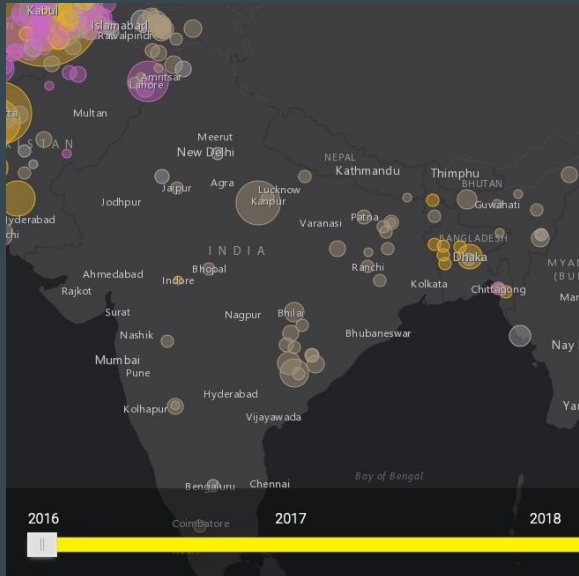 Kabul
Islamabad
Rawalpindi
Amritsar
Lahore
Multan
Meerut
New Delhi
NEPAL
Kathmandu
Thimphu
BHUTAN
Agra
Lucknow
Jaipur
Kanpur
Jodhpur
Guwahati
Patna
Varanasi
Hyderabad
INDIA
BANGLADESH
Dhaka
Bhopal
Ranchi
Ahmedabad
Indore
Kolkata
Chittagong
Rajkot
Surat
Nagpur
Bhilai
Nashik
Bhubaneswar
Mumbai
Pune
Hyderabad
Kolhapur
Vijayawada
Bay of Bengal
Bengaluru
Chennai
2016
2017
2018
Coimbatore